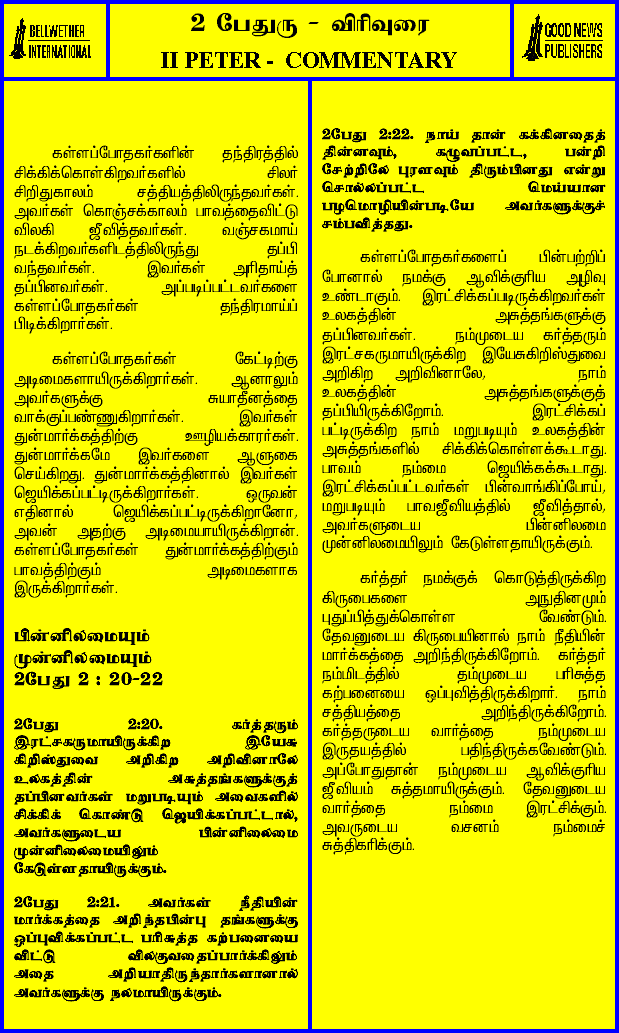 BELLWETHER
INTERNATIONAL
2 பேதுரு - விரிவுரை
II PETER - COMMENTARY
GOOD NEWS
PUBLISHERS
கள்ளப்போதகர்களின் தந்திரத்தில்
சிக்கிக்கொள்கிறவர்களில் சிலர்
சிறிதுகாலம் சத்தியத்திலிருந்தவர்கள்.
அவர்கள் கொஞ்சக்காலம் பாவத்தைவிட்டு
விலகி ஜீவித்தவர்கள். வஞ்சகமாய்
நடக்கிறவர்களிடத்திலிருந்து தப்பி
வந்தவர்கள். இவர்கள் அரிதாய்த்
தப்பினவர்கள். அப்படிப்பட்டவர்களை
கள்ளப்போதகர்கள் தந்திரமாய்ப்
பிடிக்கிறார்கள்.
கள்ளப்போதகர்கள் கேட்டிற்கு
அடிமைகளாயிருக்கிறார்கள். ஆனாலும்
அவர்களுக்கு சுயாதீனத்தை
வாக்குப்பண்ணுகிறார்கள். இவர்கள்
துன்மார்க்கத்திற்கு ஊழியக்காரர்கள்.
துன்மார்க்கமே இவர்களை ஆளுகை
செய்கிறது. துன்மார்க்கத்தினால் இவர்கள்
ஜெயிக்கப்பட்டிருக்கிறார்கள். ஒருவன்
எதினால் ஜெயிக்கப்பட்டிருக்கிறானோ,
அவன் அதற்கு அடிமையாயிருக்கிறான்.
கள்ளப்போதகர்கள் துன்மார்க்கத்திற்கும்
பாவத்திற்கும் அடிமைகளாக
இருக்கிறார்கள்.
பின்னிலமையும்
முன்னிலமையும்
2பேது 2 : 20-22
2பேது 2:20. கர்த்தரும்
இரட்சகருமாயிருக்கிற இயேசு
கிறிஸ்துவை அறிகிற அறிவினாலே
உலகத்தின் அசுத்தங்களுக்குத்
தப்பினவர்கள் மறுபடியும் அவைகளில்
சிக்கிக் கொண்டு ஜெயிக்கப்பட்டால்,
அவர்களுடைய பின்னிலைமை
முன்னிலைமையிலும்
கேடுள்ளதாயிருக்கும்.
2பேது 2:21. அவர்கள் நீதியின்
மார்க்கத்தை அறிந்தபின்பு தங்களுக்கு
ஒப்புவிக்கப்பட்ட பரிசுத்த கற்பனையை
விட்டு விலகுவதைப்பார்க்கிலும்
அதை அறியாதிருந்தார்களானால்
அவர்களுக்கு நலமாயிருக்கும்.
2பேது 2:22. நாய் தான் கக்கினதைத்
தின்னவும், கழுவப்பட்ட, பன்றி
சேற்றிலே புரளவும் திரும்பினது என்று
சொல்லப்பட்ட மெய்யான
பழமொழியின்படியே அவர்களுக்குச்
சம்பவித்தது.
கள்ளப்போதகர்களைப் பின்பற்றிப்
போனால் நமக்கு ஆவிக்குரிய அழிவு
உண்டாகும். இரட்சிக்கப்படிருக்கிறவர்கள்
உலகத்தின் அசுத்தங்களுக்கு
தப்பினவர்கள். நம்முடைய கர்த்தரும்
இரட்சகருமாயிருக்கிற இயேசுகிறிஸ்துவை
அறிகிற அறிவினாலே, நாம்
உலகத்தின் அசுத்தங்களுக்குத்
தப்பியிருக்கிறோம். இரட்சிக்கப்
பட்டிருக்கிற நாம் மறுபடியும் உலகத்தின்
அசுத்தங்களில் சிக்கிக்கொள்ளக்கூடாது.
பாவம் நம்மை ஜெயிக்கக்கூடாது.
இரட்சிக்கப்பட்டவர்கள் பின்வாங்கிப்போய்,
மறுபடியும் பாவஜீவியத்தில் ஜீவித்தால்,
அவர்களுடைய பின்னிலமை
முன்னிலமையிலும் கேடுள்ளதாயிருக்கும்.
கர்த்தர் நமக்குக் கொடுத்திருக்கிற
கிருபைகளை அநுதினமும்
புதுப்பித்துக்கொள்ள வேண்டும்.
தேவனுடைய கிருபையினால் நாம் நீதியின்
மார்க்கத்தை அறிந்திருக்கிறோம். கர்த்தர்
நம்மிடத்தில் தம்முடைய பரிசுத்த
கற்பனையை ஒப்புவித்திருக்கிறார். நாம்
சத்தியத்தை அறிந்திருக்கிறோம்.
கர்த்தருடைய வார்த்தை நம்முடைய
இருதயத்தில் பதிந்திருக்கவேண்டும்.
அப்போதுதான் நம்முடைய ஆவிக்குரிய
ஜீவியம் சுத்தமாயிருக்கும். தேவனுடைய
வார்த்தை நம்மை இரட்சிக்கும்.
அவருடைய வசனம் நம்மைச்
சுத்திகரிக்கும்.